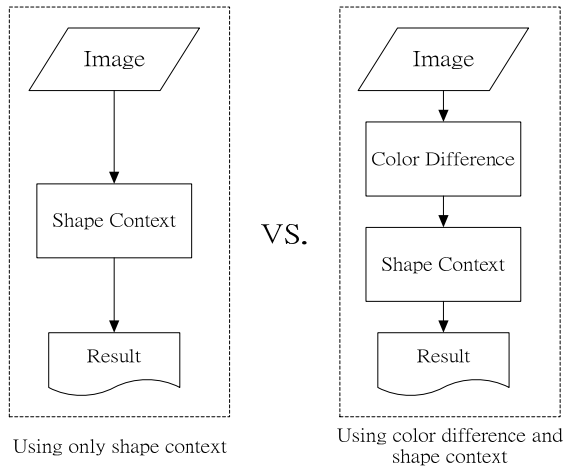 Image
Shape Context
Result
Using only shape context
VS.
Image
Color Difference
Shape Context
Result
Using color difference and
shape context